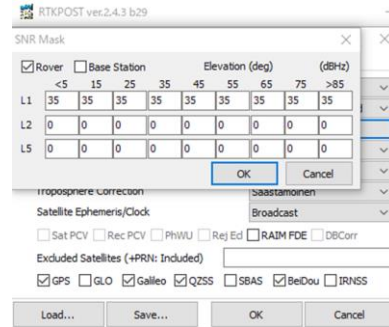 RTKPOST ver.2.4.3 b29
SNR Mask
Rover Base Station Elevation (deg) (dBHz)
<5 15 25 35 45 55 65 75 >85
L1 35 35 35 35 35 35 35 35 35
L2 0 0 0 0 0 0 0 0 0
L5 0 0 0 0 0 0 0 0 0
OK Cancel
Troposphere Correction Saastamoinen
Satellite Ephemeris/Clock Broadcast
Sat PCV Rec PCV PhWU Rej Ed RAIM FDE DBCorr
Excluded Satellites (+PRN: Included)
GPS GLO Galileo QZSS SBAS BeiDou IRNSS
Load... Save... OK Cancel